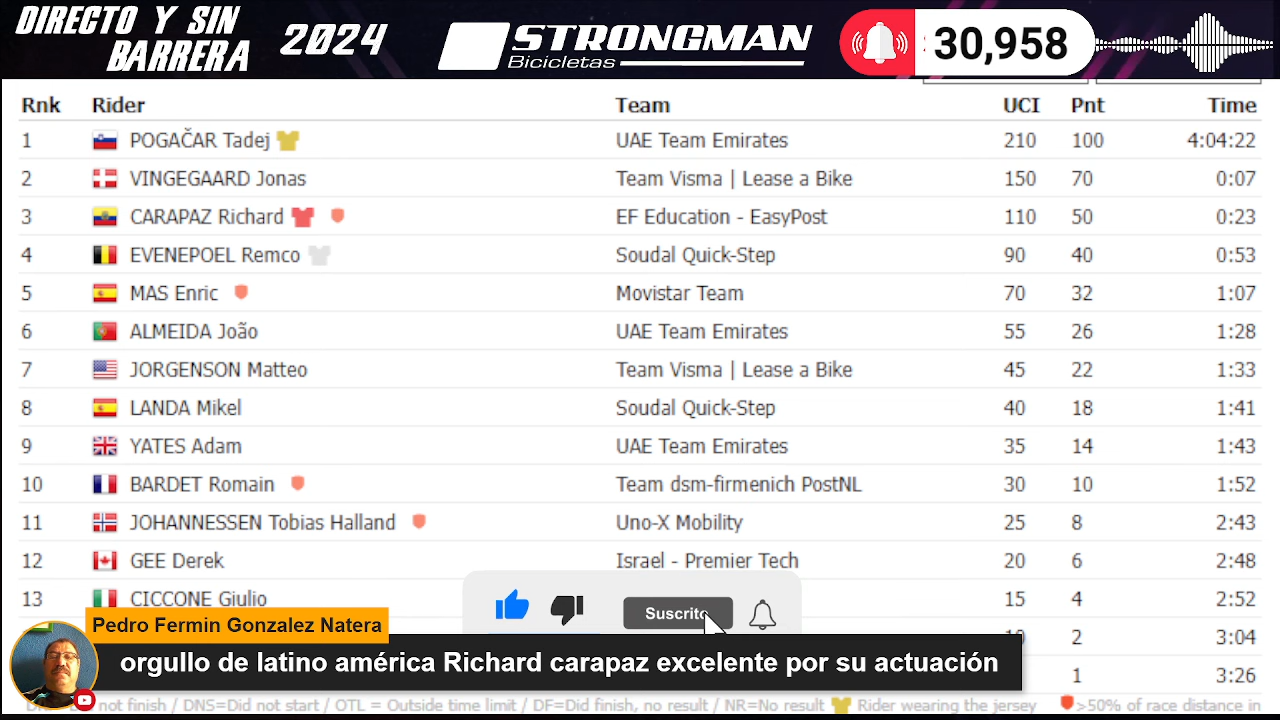 DIRECTO Y SIN BARRERA 2024 STRONGMAN Bicicletas 30,958
Rnk Rider Team UCI Pnt Time
1 POGAČAR Tadej UAE Team Emirates 210 100 4:04:22
2 VINGEGAARD Jonas Team Visma | Lease a Bike 150 70 0:07
3 CARAPAZ Richard EF Education - EasyPost 110 50 0:23
4 EVENEPOEL Remco Soudal Quick-Step 90 40 0:53
5 MAS Enric Movistar Team 70 32 1:07
6 ALMEIDA João UAE Team Emirates 55 26 1:28
7 JORGENSON Matteo Team Visma | Lease a Bike 45 22 1:33
8 LANDA Mikel Soudal Quick-Step 40 18 1:41
9 YATES Adam UAE Team Emirates 35 14 1:43
10 BARDET Romain Team dsm-firmenich PostNL 30 10 1:52
11 JOHANNESSEN Tobias Halland Uno-X Mobility 25 8 2:43
12 GEE Derek Israel - Premier Tech 20 6 2:48
13 CICCONE Giulio 15 4 2:52
Suscrito
Pedro Fermin Gonzalez Natera
2 3:04
orgullo de latino américa Richard carapaz excelente por su actuación
1 3:26
not finish / DNS=Did not start / OTL = Outside time limit / DF=Did finish, no result / NR=No result Rider wearing the jersey >50% of race distance in